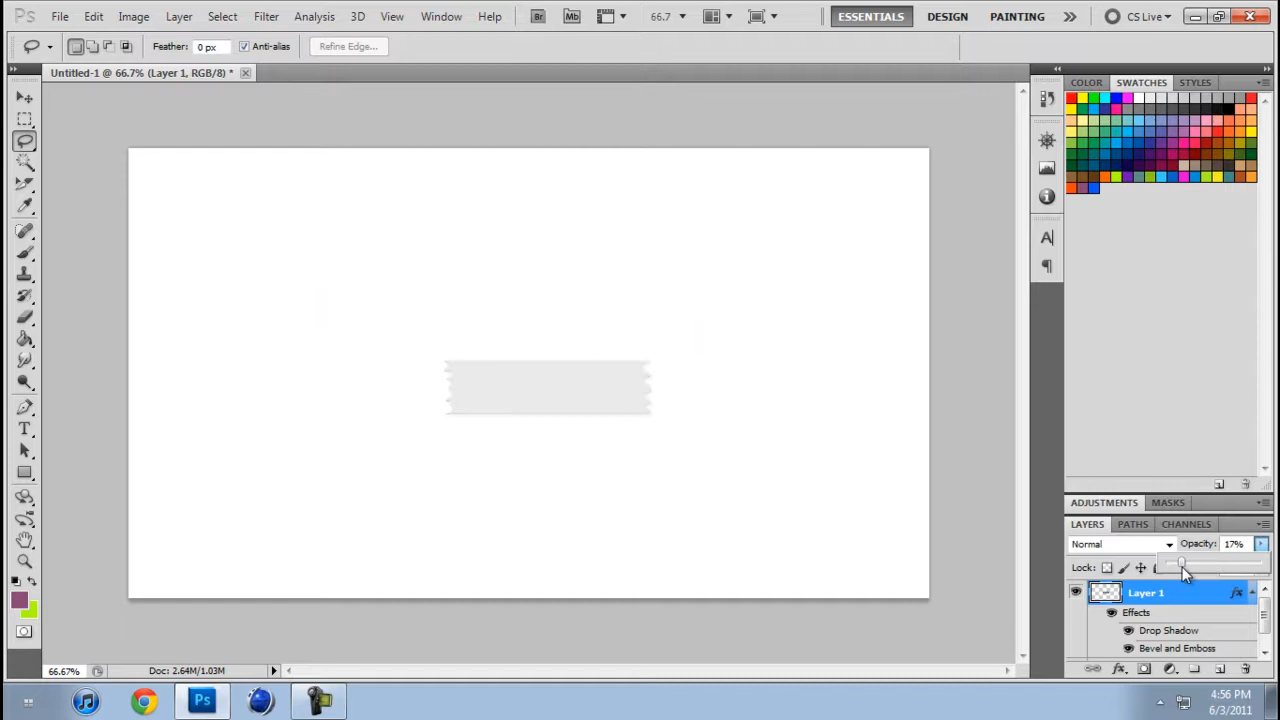 Ps File Edit Image Layer Select Filter Analysis 3D View Window Help Br Mb 66.7 ESSENTIALS DESIGN PAINTING CS Live
Feather: 0 px Anti-alias Refine Edge...
Untitled-1 @ 66.7% (Layer 1, RGB/8) *
COLOR SWATCHES STYLES
ADJUSTMENTS MASKS
LAYERS PATHS CHANNELS
Normal Opacity: 17%
Lock:
Layer 1 fx
Effects
Drop Shadow
Bevel and Emboss
66.67% Doc: 2.64M/1.03M
fx
Ps
4:56 PM
6/3/2011